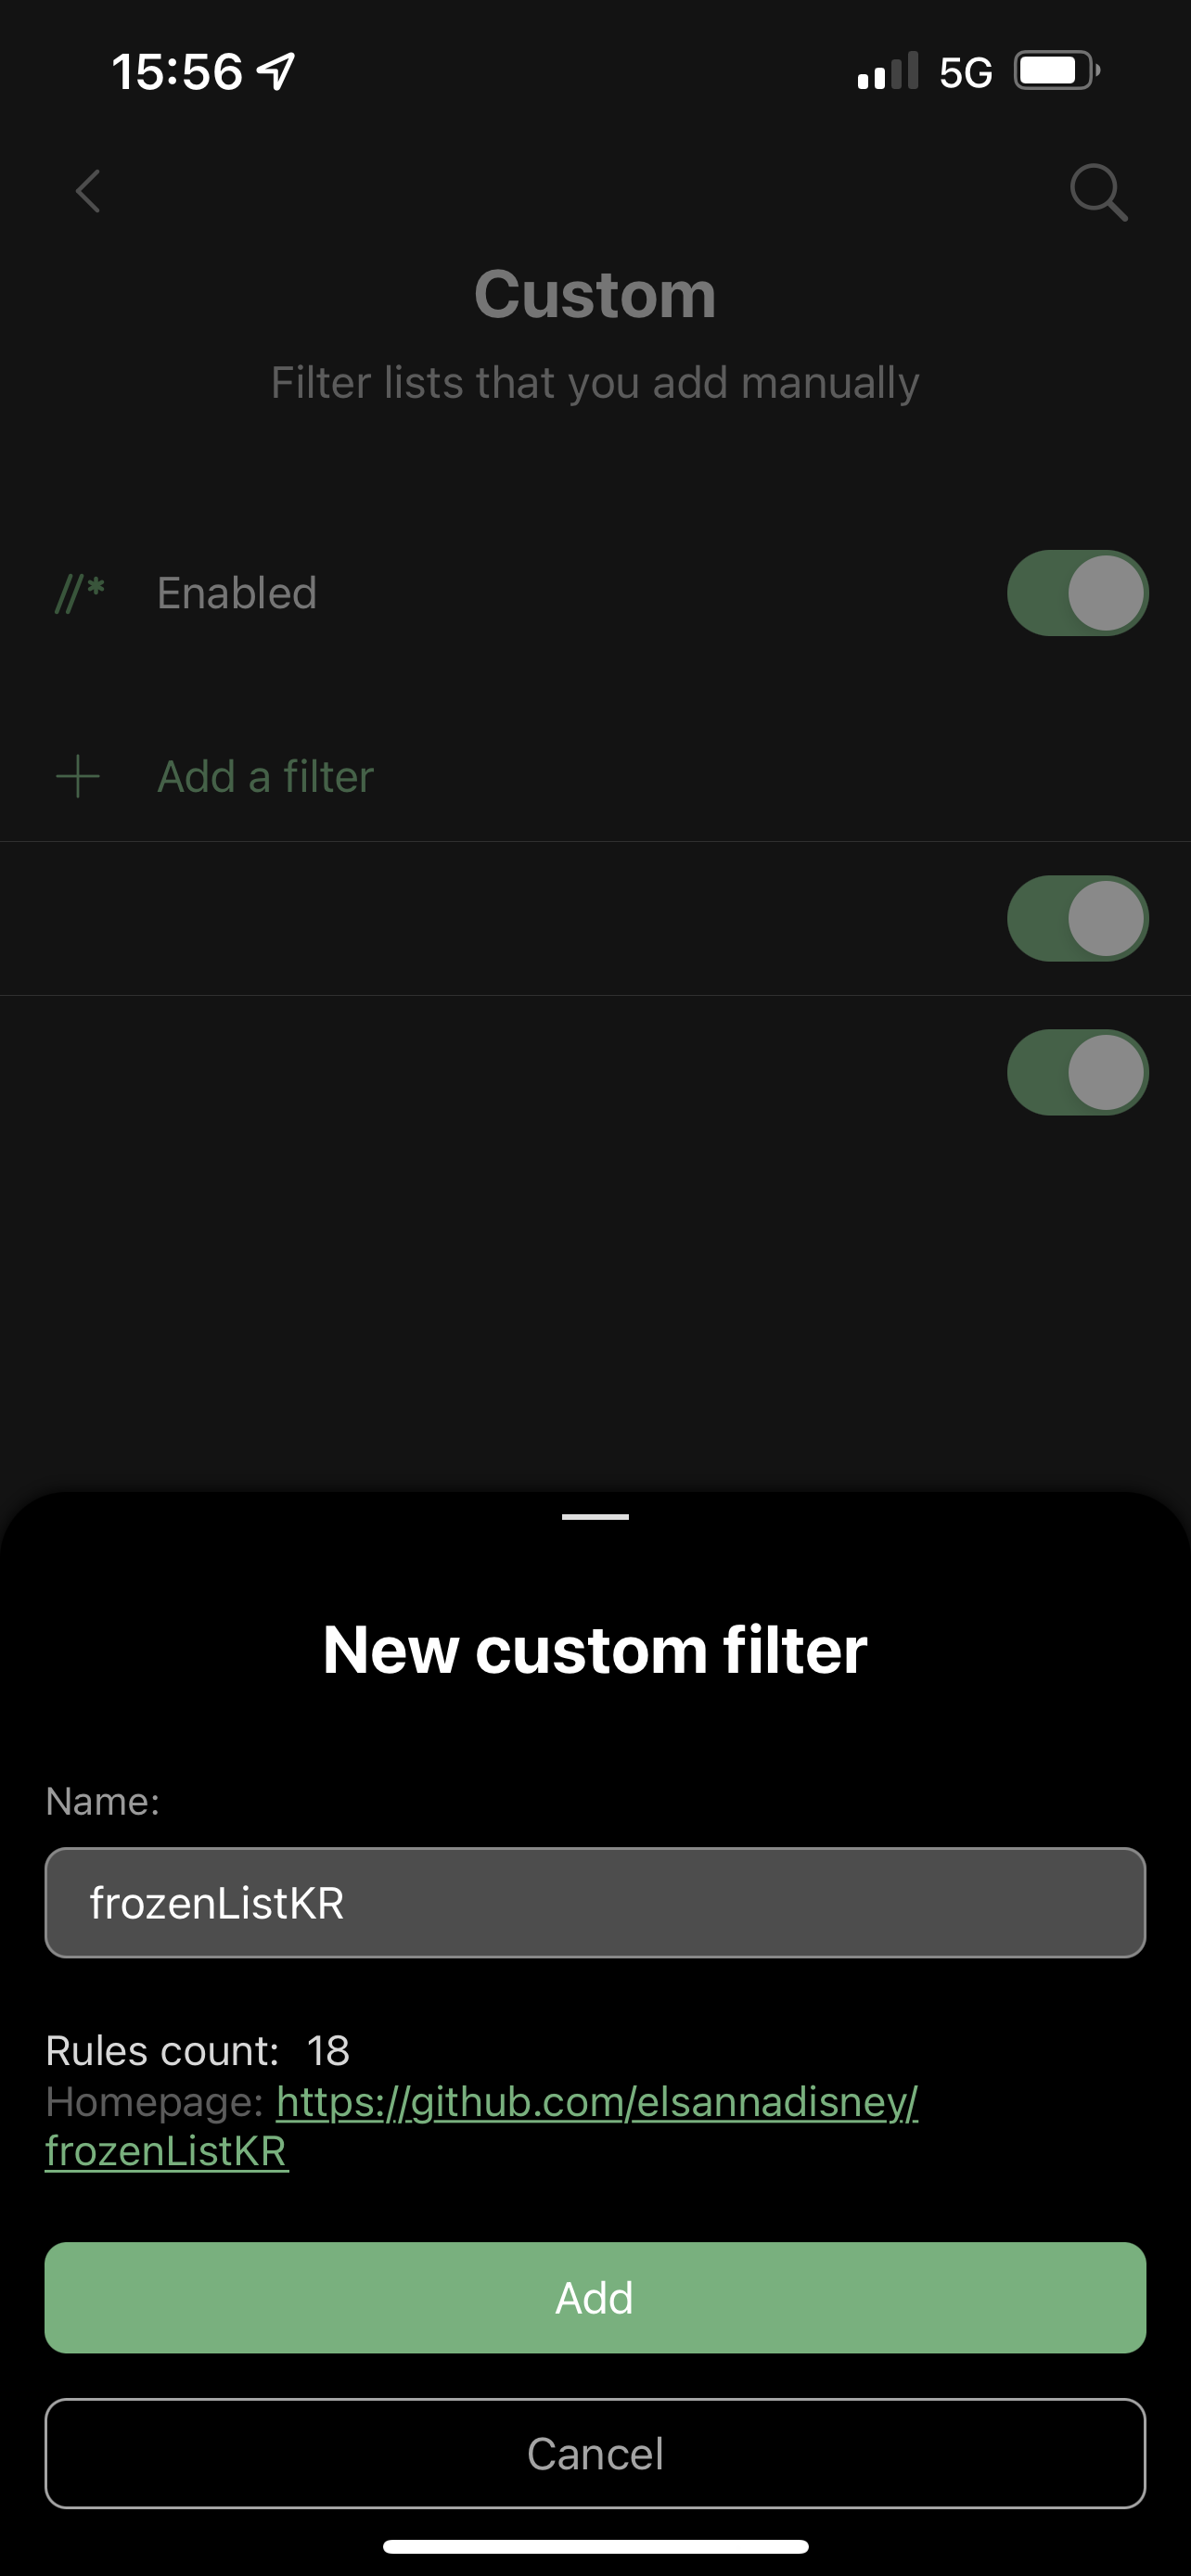 15:56
5G
Custom
Filter lists that you add manually
//* Enabled
Add a filter
New custom filter
Name:
frozenListKR
Rules count: 18
Homepage: https://github.com/elsannadisney/
frozenListKR
Add
Cancel